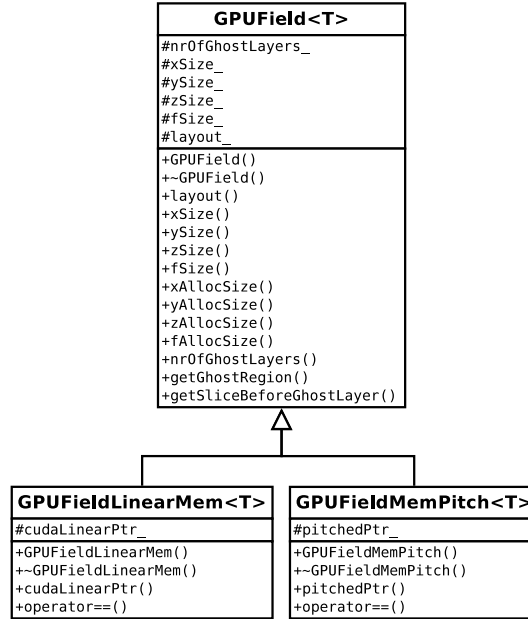 GPUField<T>
#nrOfGhostLayers_
#xSize_
#ySize_
#zSize_
#fSize_
#layout_
+GPUField()
+~GPUField()
+layout()
+xSize()
+ySize()
+zSize()
+fSize()
+xAllocSize()
+yAllocSize()
+zAllocSize()
+fAllocSize()
+nrOfGhostLayers()
+getGhostRegion()
+getSliceBeforeGhostLayer()
GPUFieldLinearMem<T>
#cudaLinearPtr_
+GPUFieldLinearMem()
+~GPUFieldLinearMem()
+cudaLinearPtr()
+operator==()
GPUFieldMemPitch<T>
#pitchedPtr_
+GPUFieldMemPitch()
+~GPUFieldMemPitch()
+pitchedPtr()
+operator==()